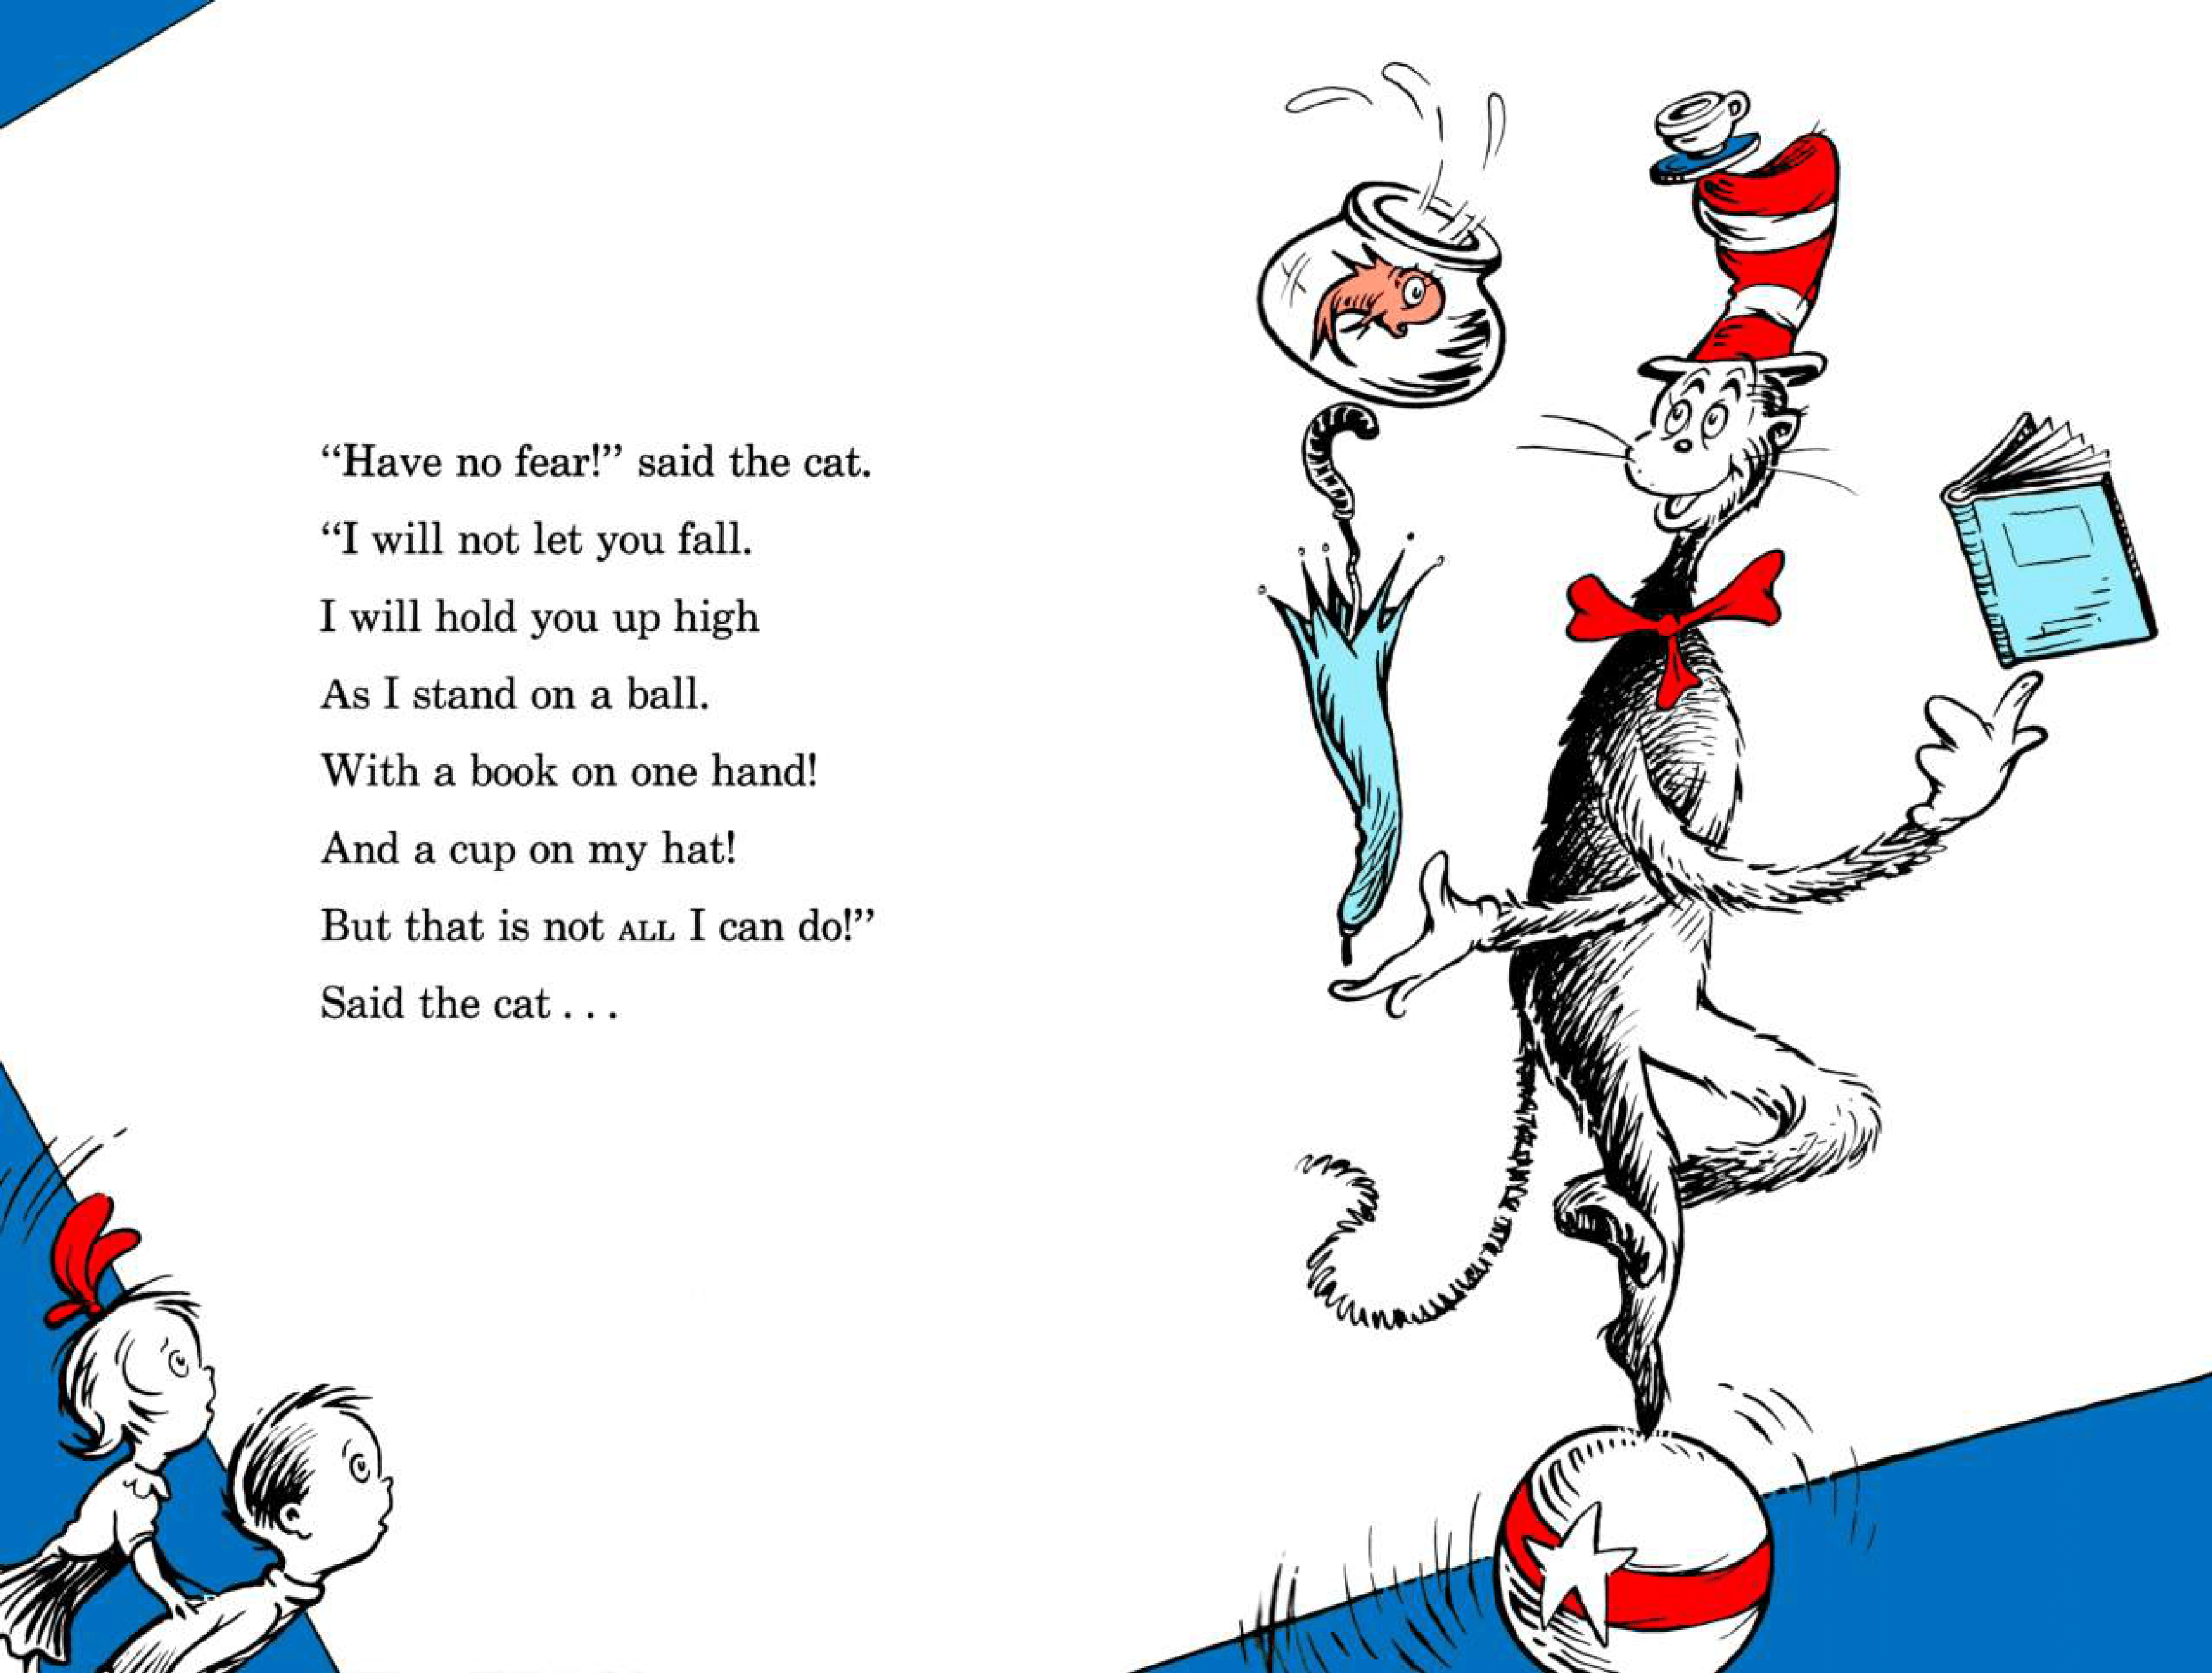 “Have no fear!” said the cat.
“I will not let you fall.
I will hold you up high
As I stand on a ball.
With a book on one hand!
And a cup on my hat!
But that is not ALL I can do!”
Said the cat . . .